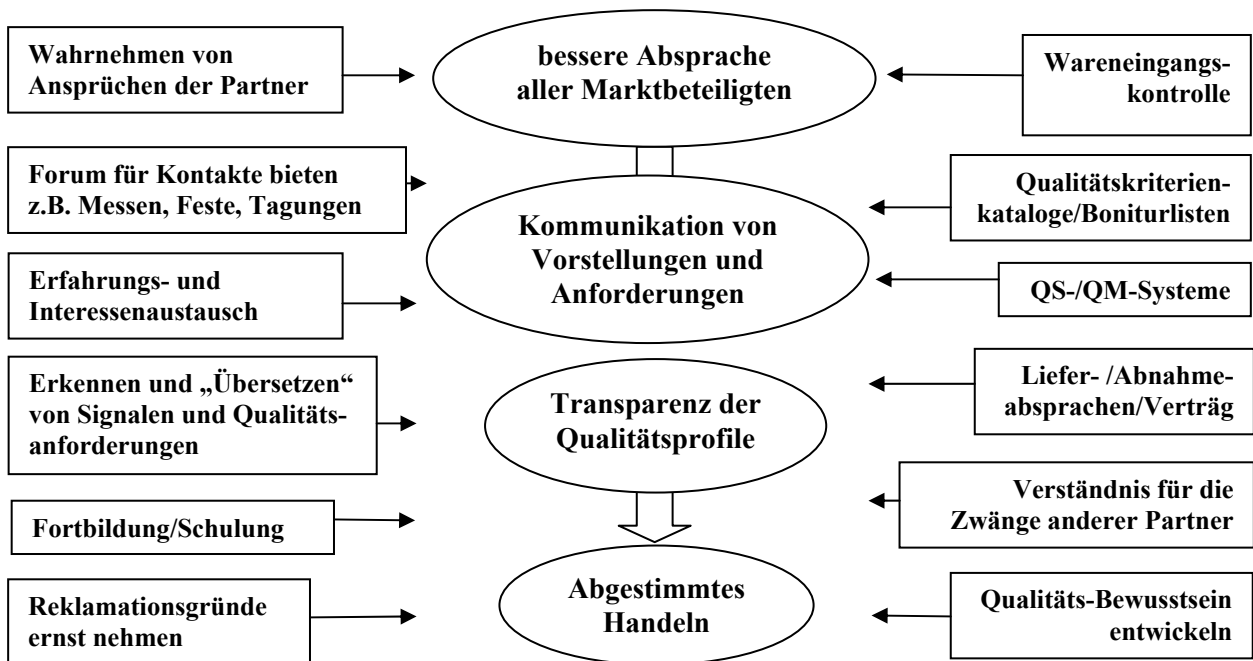 Wahrnehmen von
Ansprüchen der Partner
bessere Absprache
aller Marktbeteiligten
Wareneingangs-
kontrolle
Forum für Kontakte bieten
z.B. Messen, Feste, Tagungen
Kommunikation von
Vorstellungen und
Anforderungen
Qualitätskriterien-
kataloge/Boniturlisten
Erfahrungs- und
Interessenaustausch
QS-/QM-Systeme
Erkennen und „Übersetzen“
von Signalen und Qualitäts-
anforderungen
Transparenz der
Qualitätsprofile
Liefer- /Abnahme-
absprachen/Verträg
Fortbildung/Schulung
Verständnis für die
Zwänge anderer Partner
Reklamationsgründe
ernst nehmen
Abgestimmtes
Handeln
Qualitäts-Bewusstsein
entwickeln